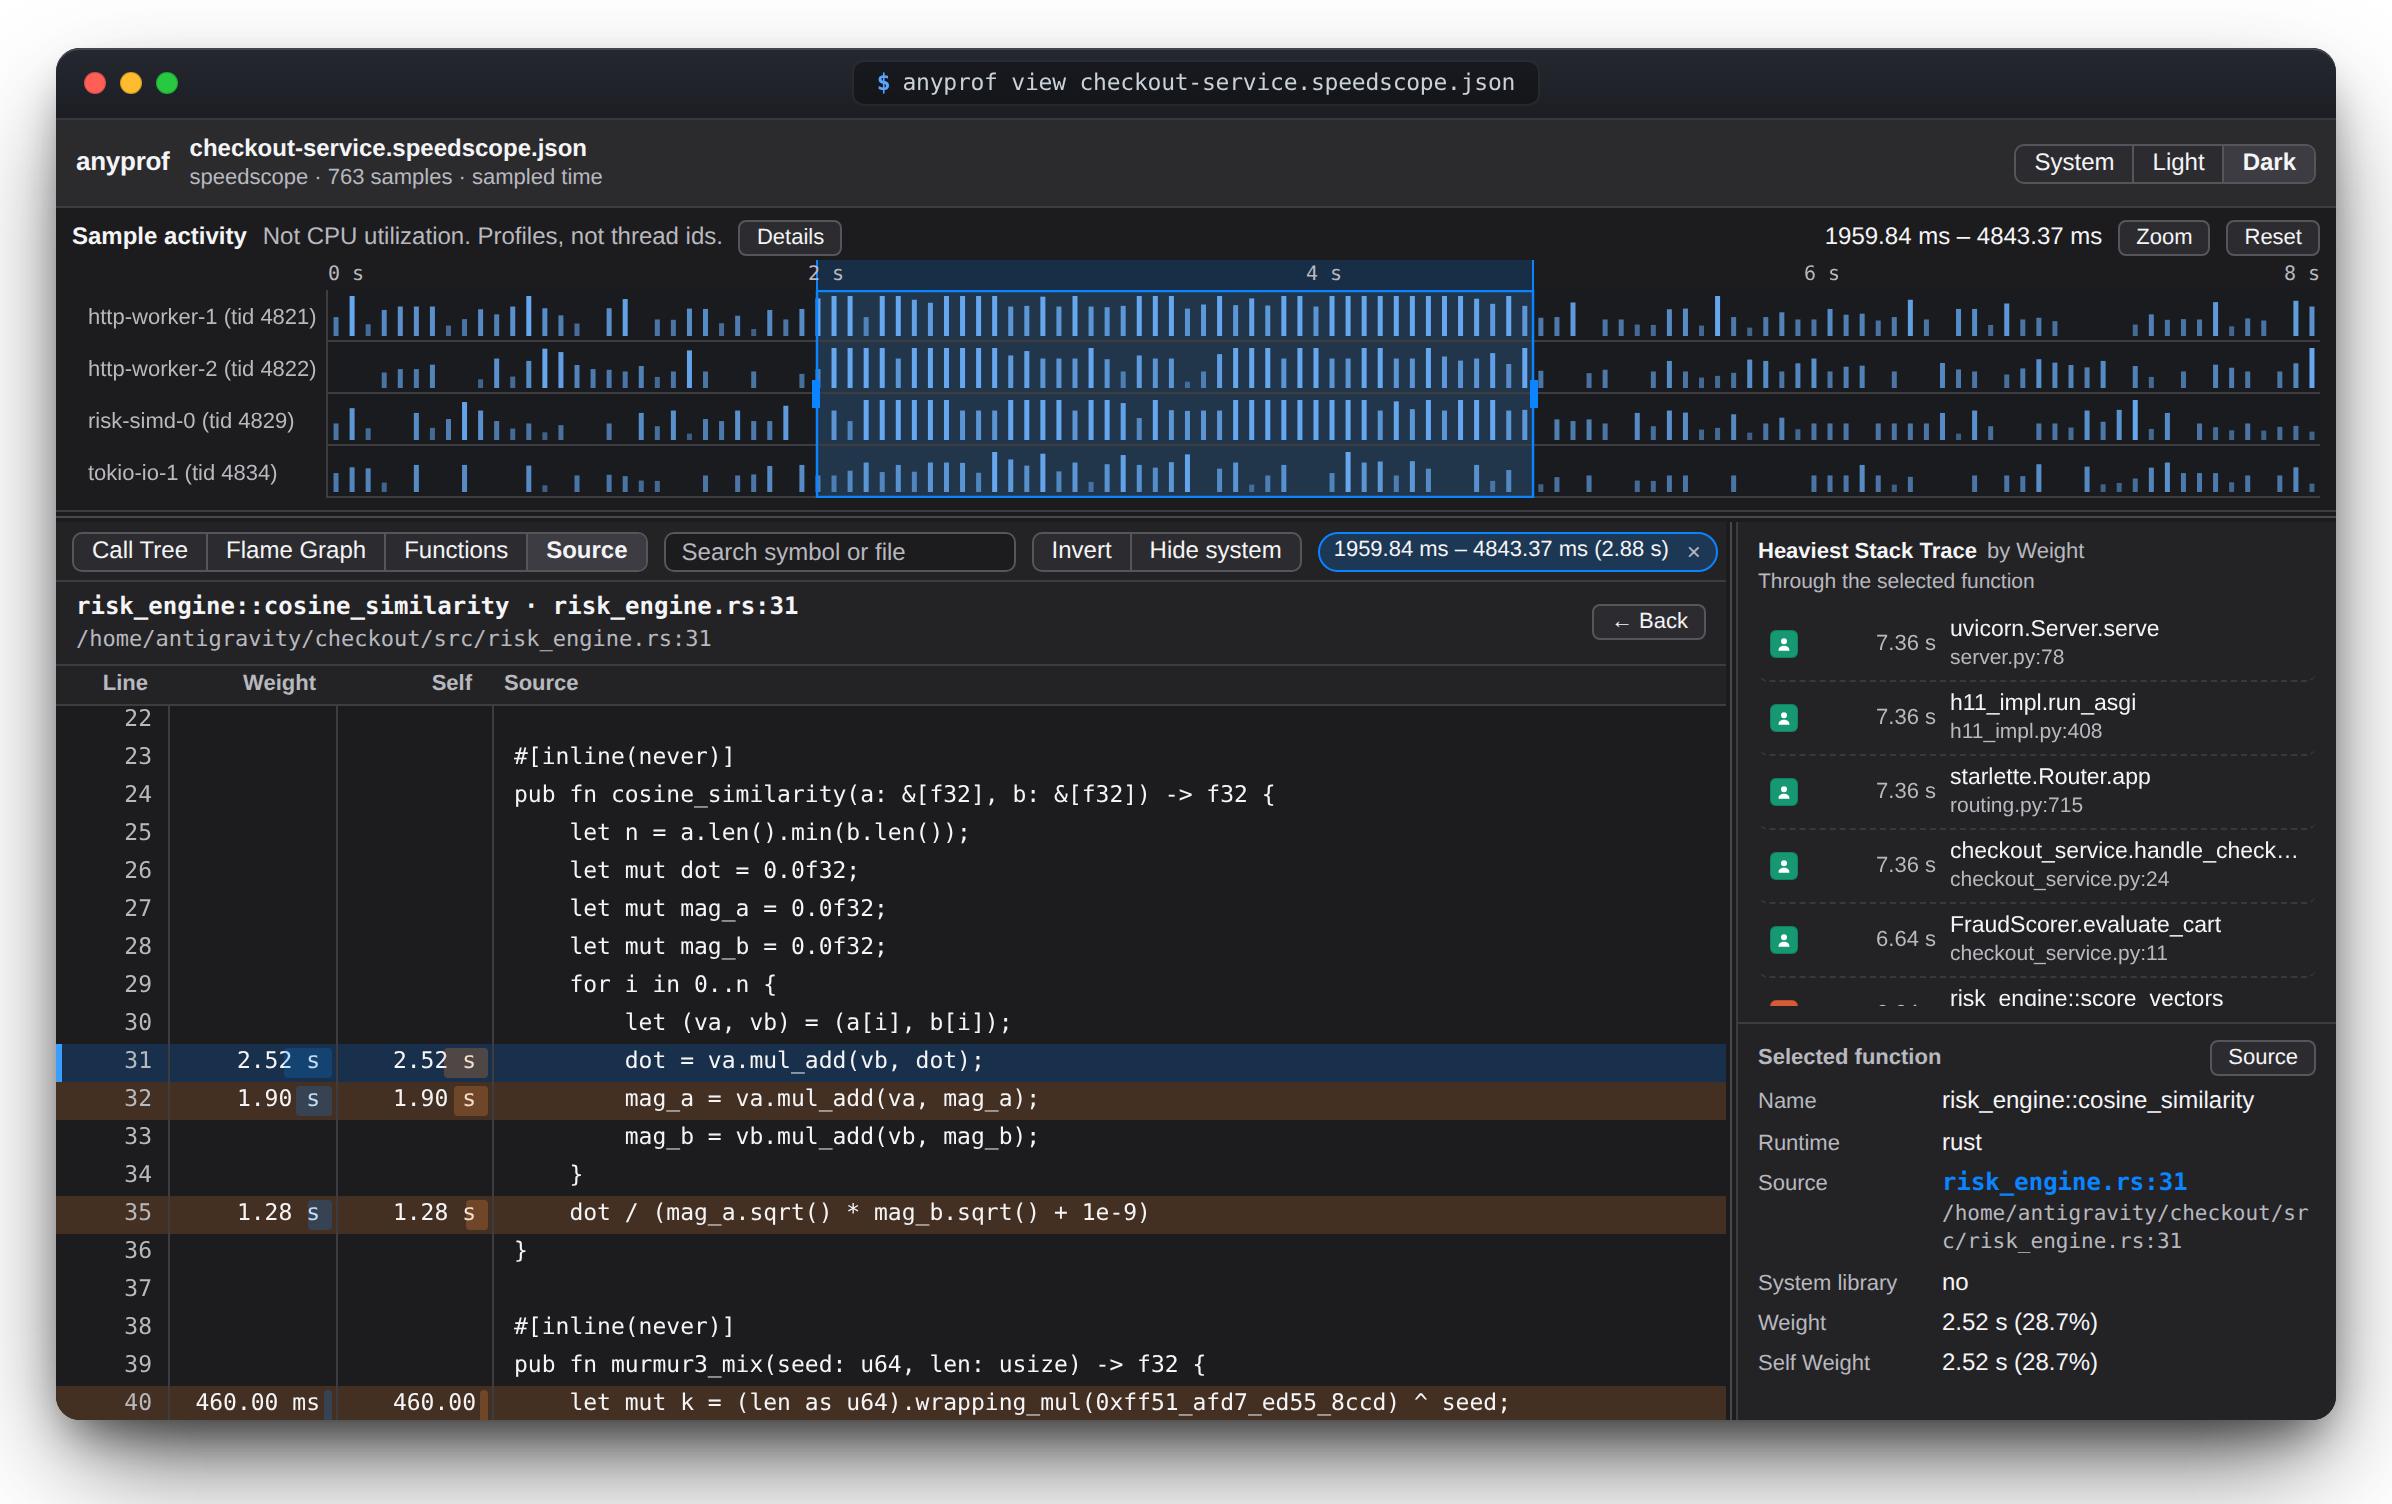 $ anyprof view checkout-service.speedscope.json
anyprof
checkout-service.speedscope.json
speedscope · 763 samples · sampled time
System Light Dark
Sample activity Not CPU utilization. Profiles, not thread ids. Details
1959.84 ms – 4843.37 ms Zoom Reset
0 s 2 s 4 s 6 s 8 s
http-worker-1 (tid 4821)
http-worker-2 (tid 4822)
risk-simd-0 (tid 4829)
tokio-io-1 (tid 4834)
Call Tree Flame Graph Functions Source Search symbol or file Invert Hide system 1959.84 ms – 4843.37 ms (2.88 s) ×
risk_engine::cosine_similarity · risk_engine.rs:31
/home/antigravity/checkout/src/risk_engine.rs:31
← Back
Line Weight Self Source
22
23 #[inline(never)]
24 pub fn cosine_similarity(a: &[f32], b: &[f32]) -> f32 {
25 let n = a.len().min(b.len());
26 let mut dot = 0.0f32;
27 let mut mag_a = 0.0f32;
28 let mut mag_b = 0.0f32;
29 for i in 0..n {
30 let (va, vb) = (a[i], b[i]);
31 2.52 s 2.52 s dot = va.mul_add(vb, dot);
32 1.90 s 1.90 s mag_a = va.mul_add(va, mag_a);
33 mag_b = vb.mul_add(vb, mag_b);
34 }
35 1.28 s 1.28 s dot / (mag_a.sqrt() * mag_b.sqrt() + 1e-9)
36 }
37
38 #[inline(never)]
39 pub fn murmur3_mix(seed: u64, len: usize) -> f32 {
40 460.00 ms 460.00 let mut k = (len as u64).wrapping_mul(0xff51_afd7_ed55_8ccd) ^ seed;
Heaviest Stack Trace by Weight
Through the selected function
7.36 s uvicorn.Server.serve
server.py:78
7.36 s h11_impl.run_asgi
h11_impl.py:408
7.36 s starlette.Router.app
routing.py:715
7.36 s checkout_service.handle_check…
checkout_service.py:24
6.64 s FraudScorer.evaluate_cart
checkout_service.py:11
risk_engine::score_vectors
Selected function Source
Name risk_engine::cosine_similarity
Runtime rust
Source risk_engine.rs:31
/home/antigravity/checkout/sr
c/risk_engine.rs:31
System library no
Weight 2.52 s (28.7%)
Self Weight 2.52 s (28.7%)